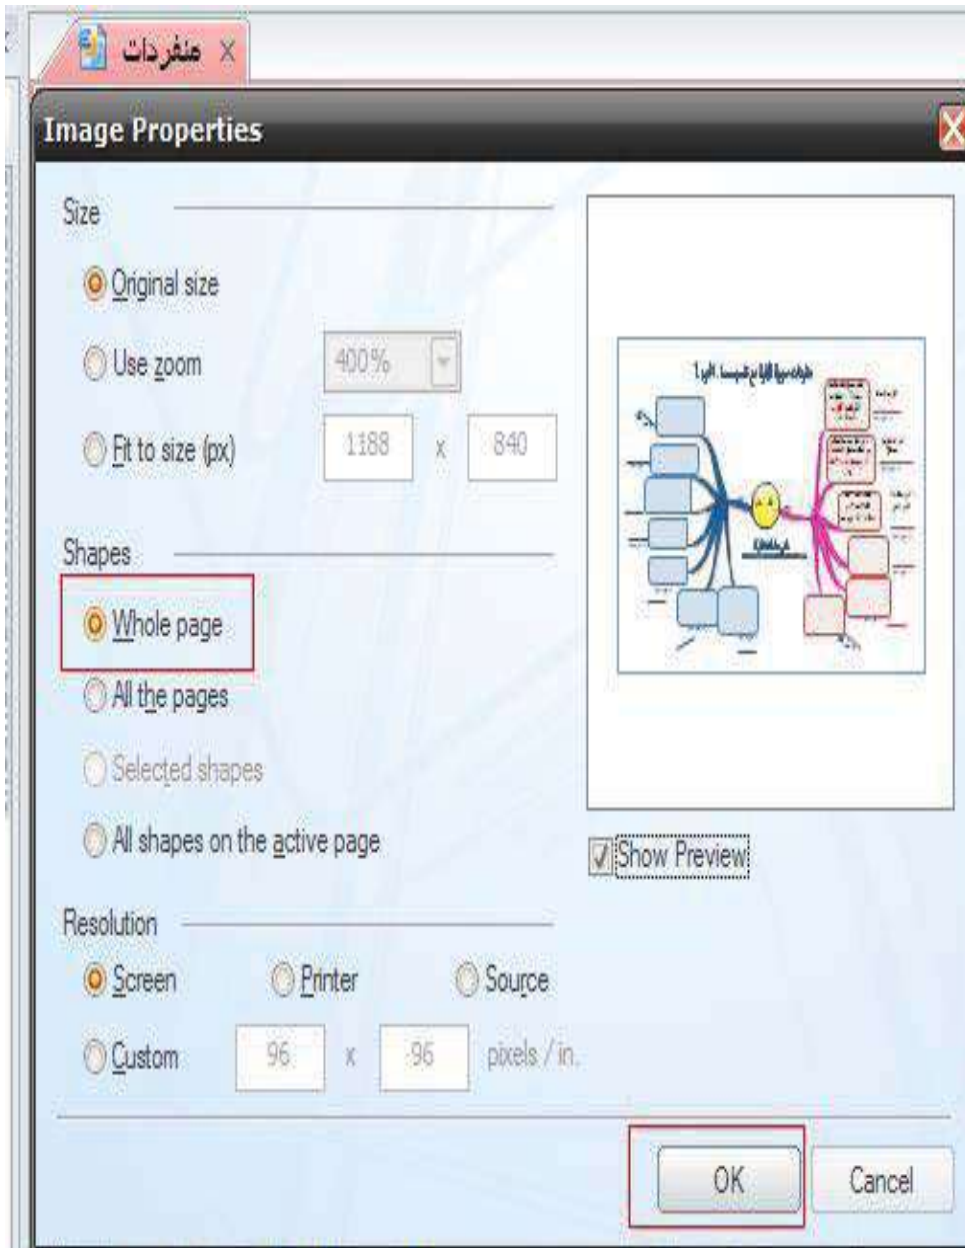 منفردات ×
Image Properties
Size
Original size
Use zoom 400%
Fit to size (px) 1188 x 840
Shapes
Whole page
All the pages
Selected shapes
All shapes on the active page
Show Preview
Resolution
Screen Printer Source
Custom 96 x 96 pixels / in.
OK Cancel